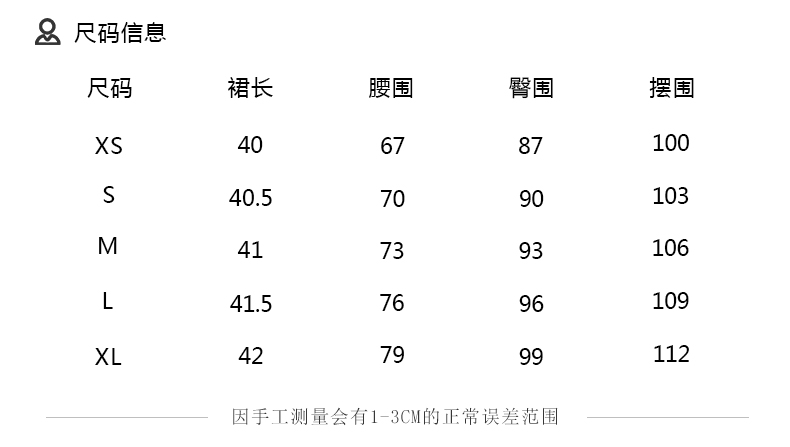 尺码信息
尺码 裙长 腰围 臀围 摆围
XS 40 67 87 100
S 40.5 70 90 103
M 41 73 93 106
L 41.5 76 96 109
XL 42 79 99 112
因手工测量会有1-3CM的正常误差范围